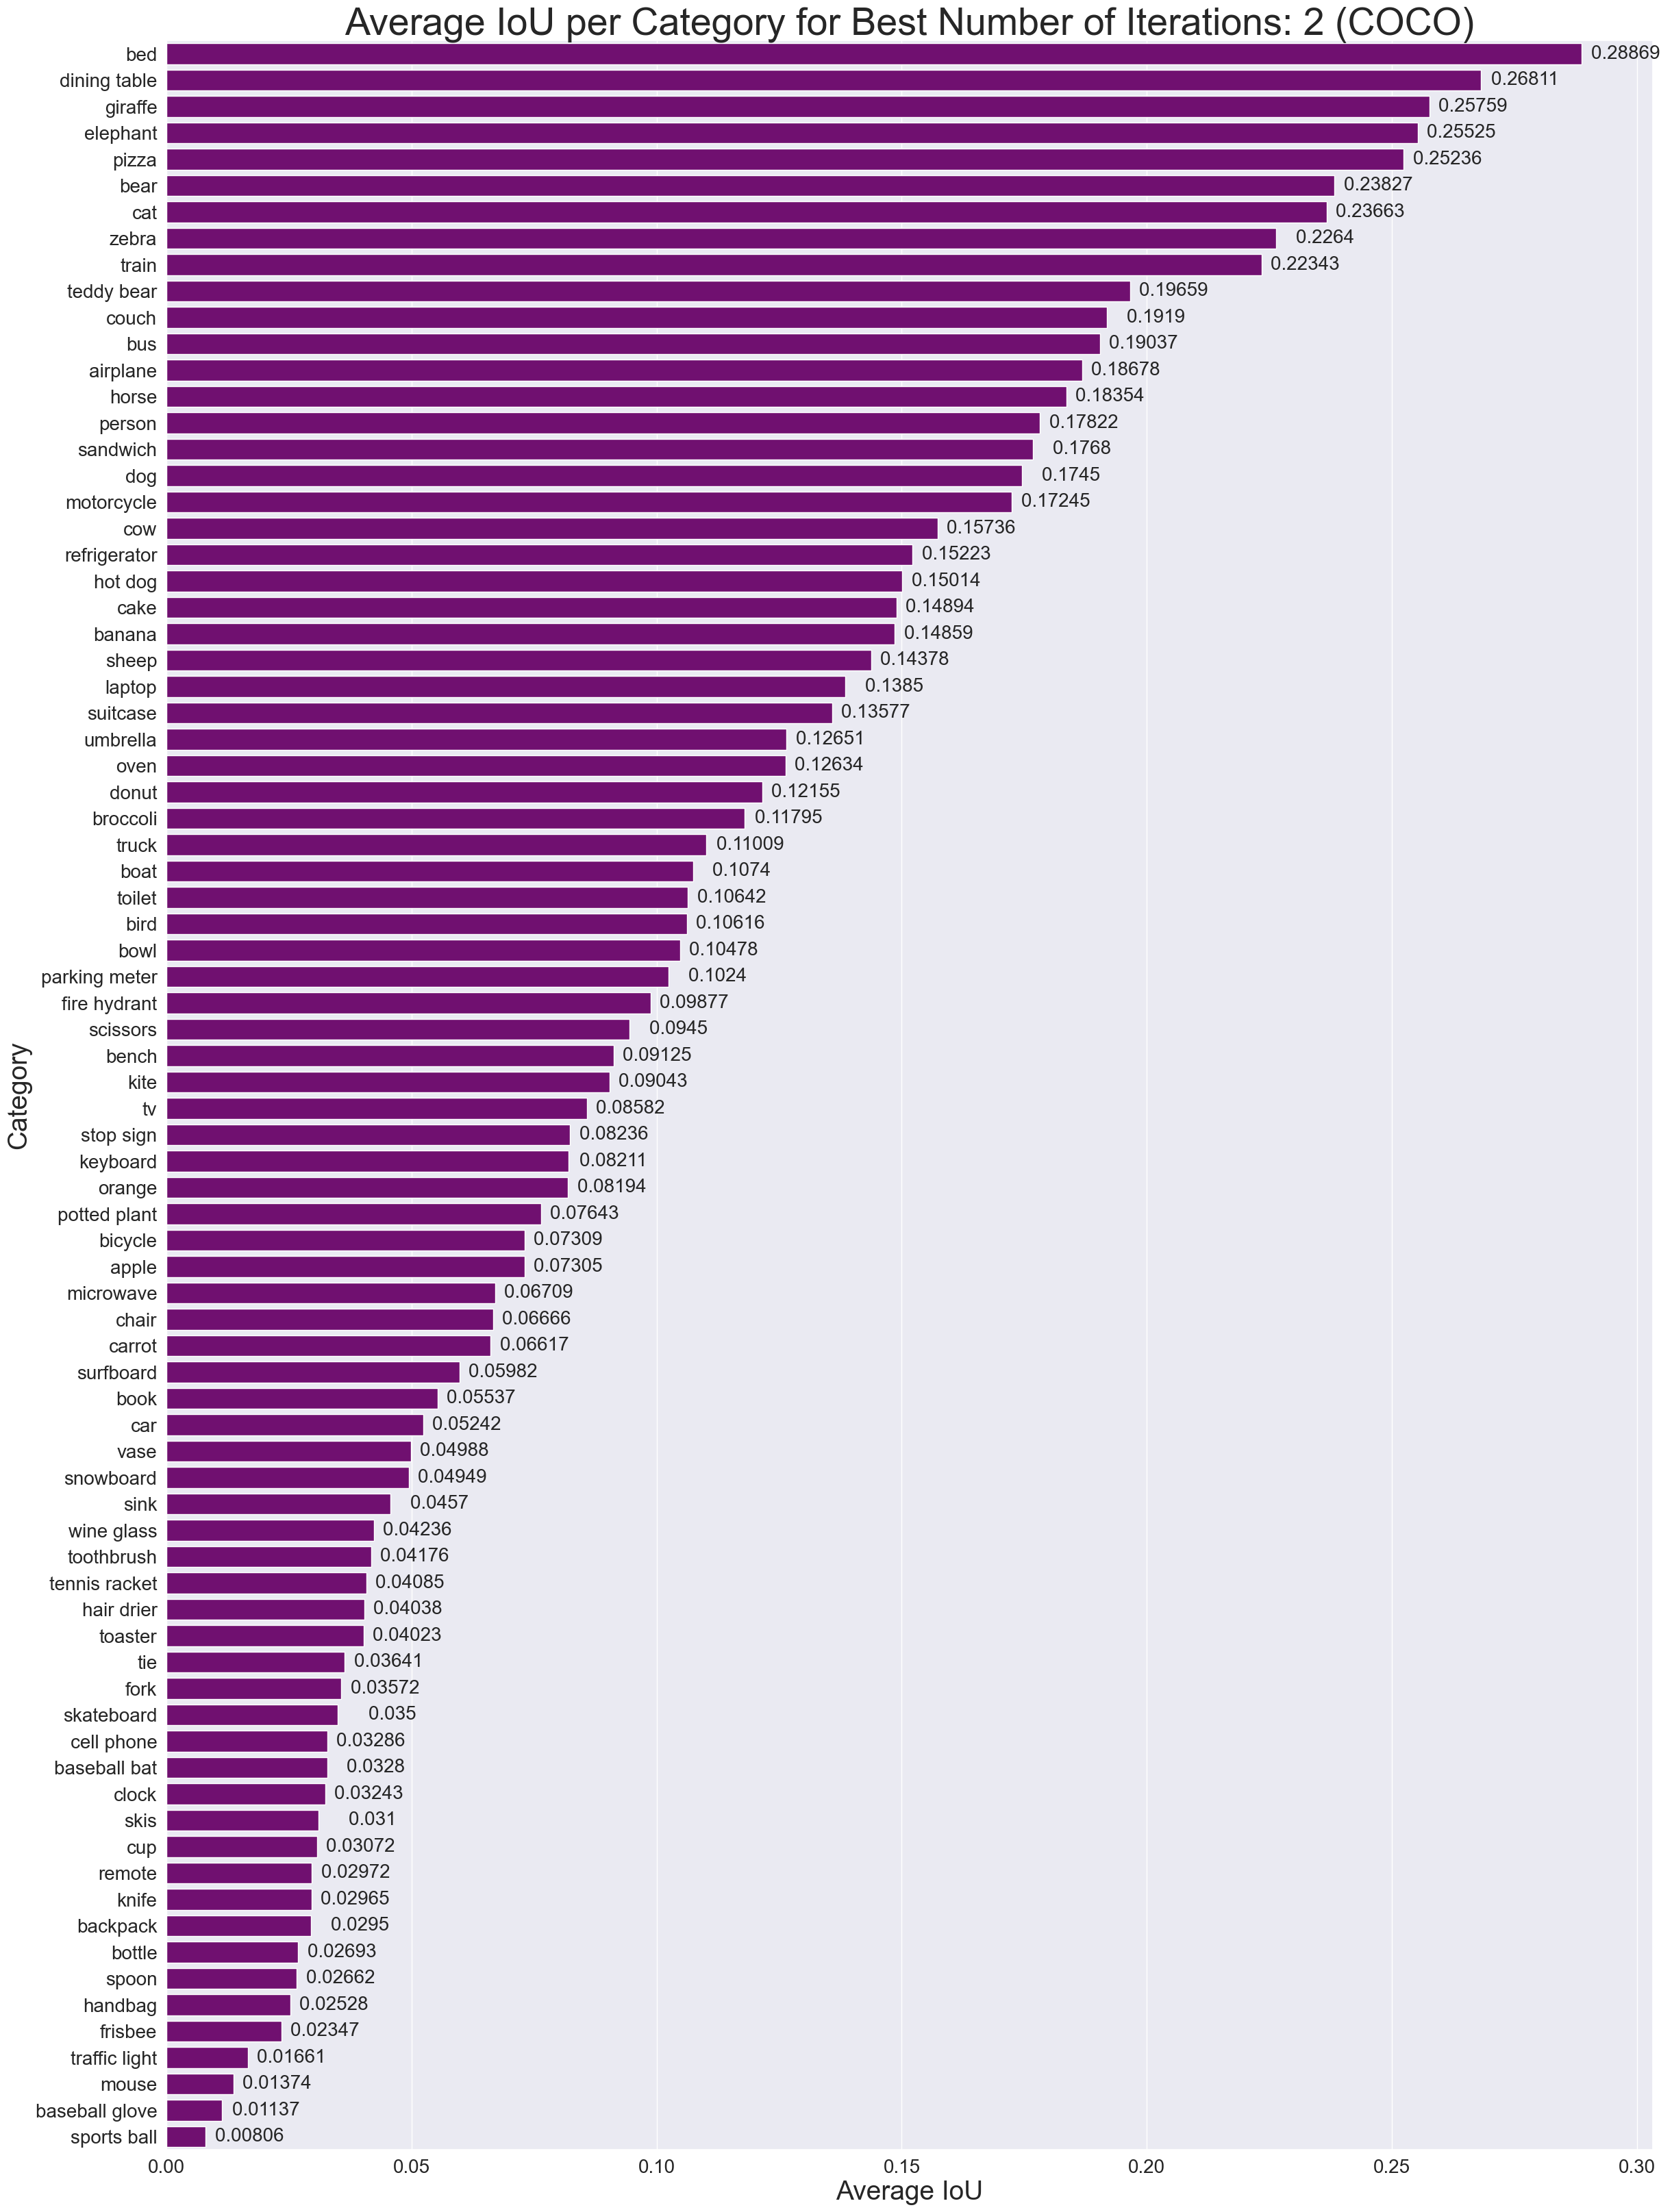 Average IoU per Category for Best Number of Iterations: 2 (COCO)
bed 0.28869
dining table 0.26811
giraffe 0.25759
elephant 0.25525
pizza 0.25236
bear 0.23827
cat 0.23663
zebra 0.2264
train 0.22343
teddy bear 0.19659
couch 0.1919
bus 0.19037
airplane 0.18678
horse 0.18354
person 0.17822
sandwich 0.1768
dog 0.1745
motorcycle 0.17245
cow 0.15736
refrigerator 0.15223
hot dog 0.15014
cake 0.14894
banana 0.14859
sheep 0.14378
laptop 0.1385
suitcase 0.13577
umbrella 0.12651
oven 0.12634
donut 0.12155
broccoli 0.11795
truck 0.11009
boat 0.1074
toilet 0.10642
bird 0.10616
bowl 0.10478
parking meter 0.1024
fire hydrant 0.09877
scissors 0.0945
bench 0.09125
kite 0.09043
tv 0.08582
stop sign 0.08236
keyboard 0.08211
orange 0.08194
potted plant 0.07643
bicycle 0.07309
apple 0.07305
microwave 0.06709
chair 0.06666
carrot 0.06617
surfboard 0.05982
book 0.05537
car 0.05242
vase 0.04988
snowboard 0.04949
sink 0.0457
wine glass 0.04236
toothbrush 0.04176
tennis racket 0.04085
hair drier 0.04038
toaster 0.04023
tie 0.03641
fork 0.03572
skateboard 0.035
cell phone 0.03286
baseball bat 0.0328
clock 0.03243
skis 0.031
cup 0.03072
remote 0.02972
knife 0.02965
backpack 0.0295
bottle 0.02693
spoon 0.02662
handbag 0.02528
frisbee 0.02347
traffic light 0.01661
mouse 0.01374
baseball glove 0.01137
sports ball 0.00806
Category
0.00 0.05 0.10 0.15 0.20 0.25 0.30
Average IoU